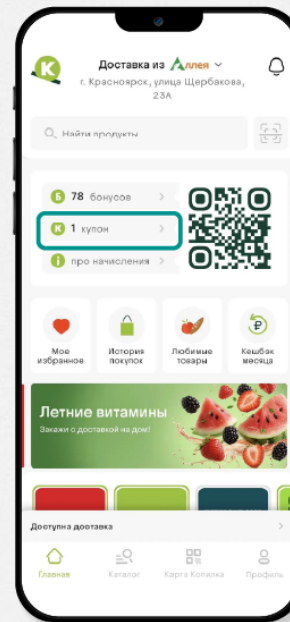 К
Доставка из Аллея
г. Красноярск, улица Щербакова,
23А
Найти продукты
Б 78 бонусов
К 1 купон
про начисления
Мое
избранное
История
покупок
Любимые
товары
Кешбэк
месяца
Летние витамины
Закажи с доставкой на дом!
Доступна доставка
Главная
Каталог
Карта Копилка
Профиль